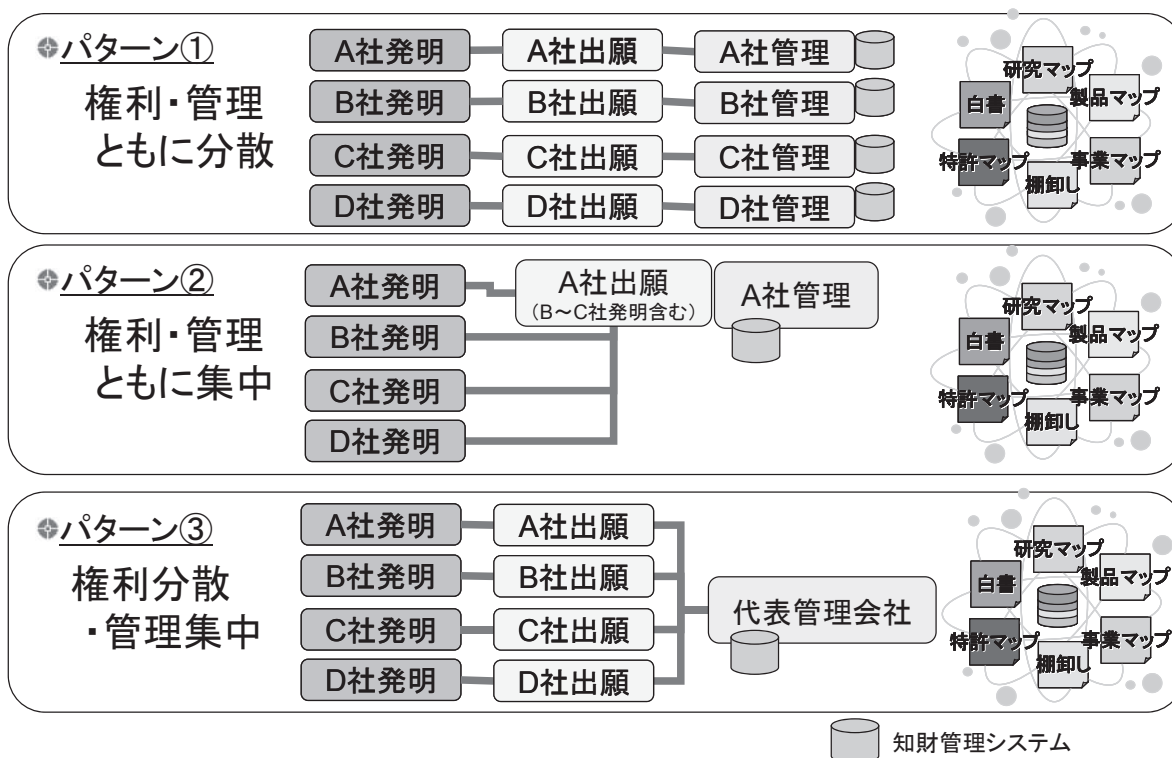 パターン①
権利・管理
ともに分散
A社発明
A社出願
A社管理
B社発明
B社出願
B社管理
C社発明
C社出願
C社管理
D社発明
D社出願
D社管理
研究マップ
白書
製品マップ
特許マップ
事業マップ
棚卸し
パターン②
権利・管理
ともに集中
A社発明
B社発明
C社発明
D社発明
A社出願
(B～C社発明含む)
A社管理
研究マップ
白書
製品マップ
特許マップ
事業マップ
棚卸し
パターン③
権利分散
・管理集中
A社発明
A社出願
B社発明
B社出願
C社発明
C社出願
D社発明
D社出願
代表管理会社
研究マップ
白書
製品マップ
特許マップ
事業マップ
棚卸し
知財管理システム